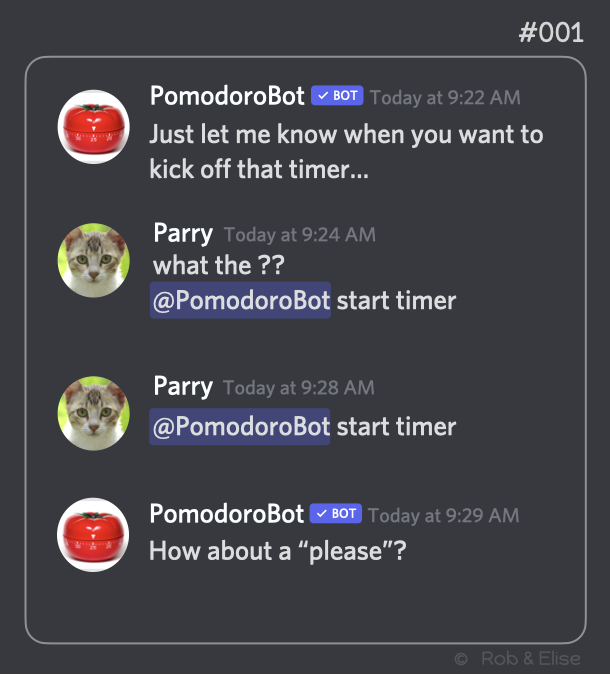 #001
PomodoroBot ✓ BOT Today at 9:22 AM
Just let me know when you want to
kick off that timer...
Parry Today at 9:24 AM
what the ??
@PomodoroBot start timer
Parry Today at 9:28 AM
@PomodoroBot start timer
PomodoroBot ✓ BOT Today at 9:29 AM
How about a “please”?
© Rob & Elise